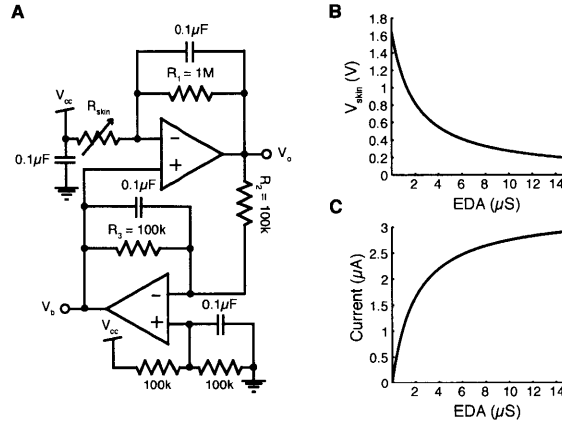 A
0.1µF
R1 = 1M
Vcc
Rskin
0.1µF
−
+
Vo
R2 = 100k
0.1µF
R3 = 100k
−
+
Vb
Vcc
0.1µF
100k
100k
B
1.8
1.6
1.4
1.2
1
0.8
0.6
0.4
0.2
Vskin (V)
2 4 6 8 10 12 14
EDA (µS)
C
3
2.5
2
1.5
1
0.5
0
Current (µA)
2 4 6 8 10 12 14
EDA (µS)